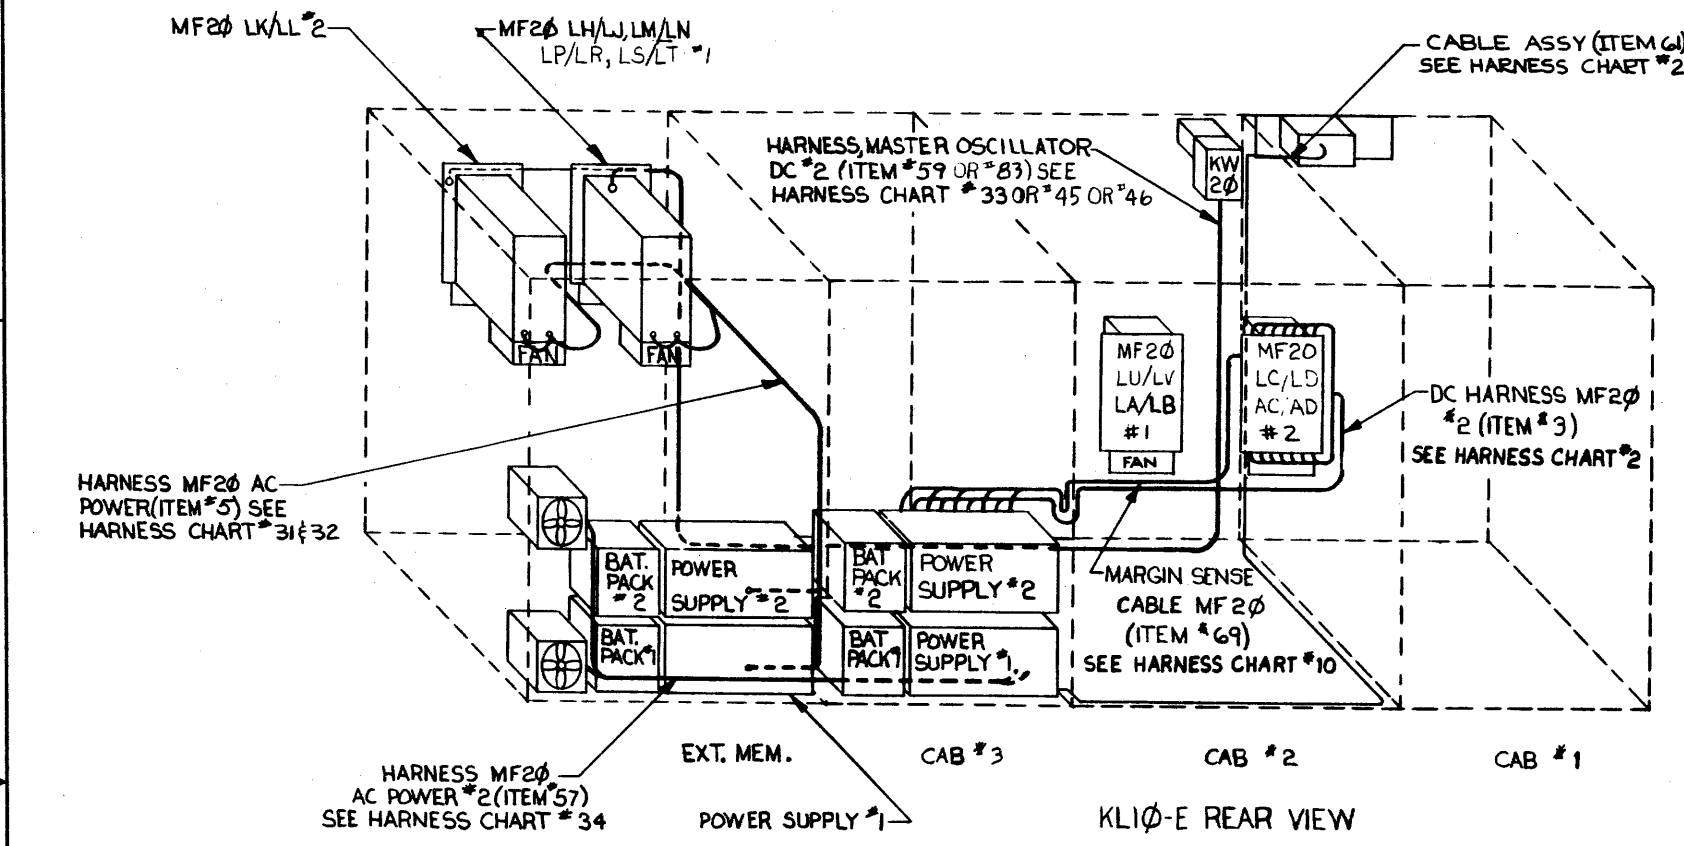 MF2Ø LK/LL #2
MF2Ø LH/LJ, LM/LN
LP/LR, LS/LT #1
CABLE ASSY (ITEM 61)
SEE HARNESS CHART #2
HARNESS, MASTER OSCILLATOR
DC #2 (ITEM #59 OR #83) SEE
HARNESS CHART #33 OR #45 OR #46
KW
2Ø
FAN
FAN
MF2Ø
LU/LV
LA/LB
#1
FAN
MF20
LC/LD
AC/AD
#2
DC HARNESS MF2Ø
#2 (ITEM #3)
SEE HARNESS CHART #2
HARNESS MF2Ø AC
POWER (ITEM #5) SEE
HARNESS CHART #31 & 32
BAT.
PACK
#2
POWER
SUPPLY #2
BAT
PACK
#2
POWER
SUPPLY #2
MARGIN SENSE
CABLE MF2Ø
(ITEM #69)
SEE HARNESS CHART #10
BAT.
PACK #1
BAT
PACK #1
POWER
SUPPLY #1
EXT. MEM.
CAB #3
CAB #2
CAB #1
HARNESS MF2Ø
AC POWER #2 (ITEM #57)
SEE HARNESS CHART #34
POWER SUPPLY #1
KL1Ø-E REAR VIEW